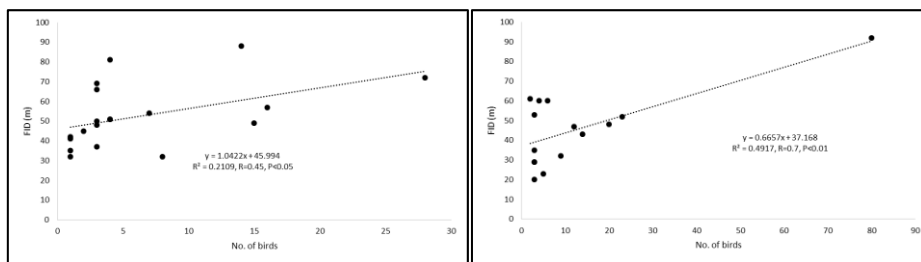 100
90
80
70
60
50
40
30
20
10
0
FID (m)
y = 1.0422x + 45.994
R² = 0.2109, R=0.45, P<0.05
0 5 10 15 20 25 30
No. of birds
100
90
80
70
60
50
40
30
20
10
0
FID (m)
y = 0.6657x + 37.168
R² = 0.4917, R=0.7, P<0.01
0 10 20 30 40 50 60 70 80 90
No. of birds